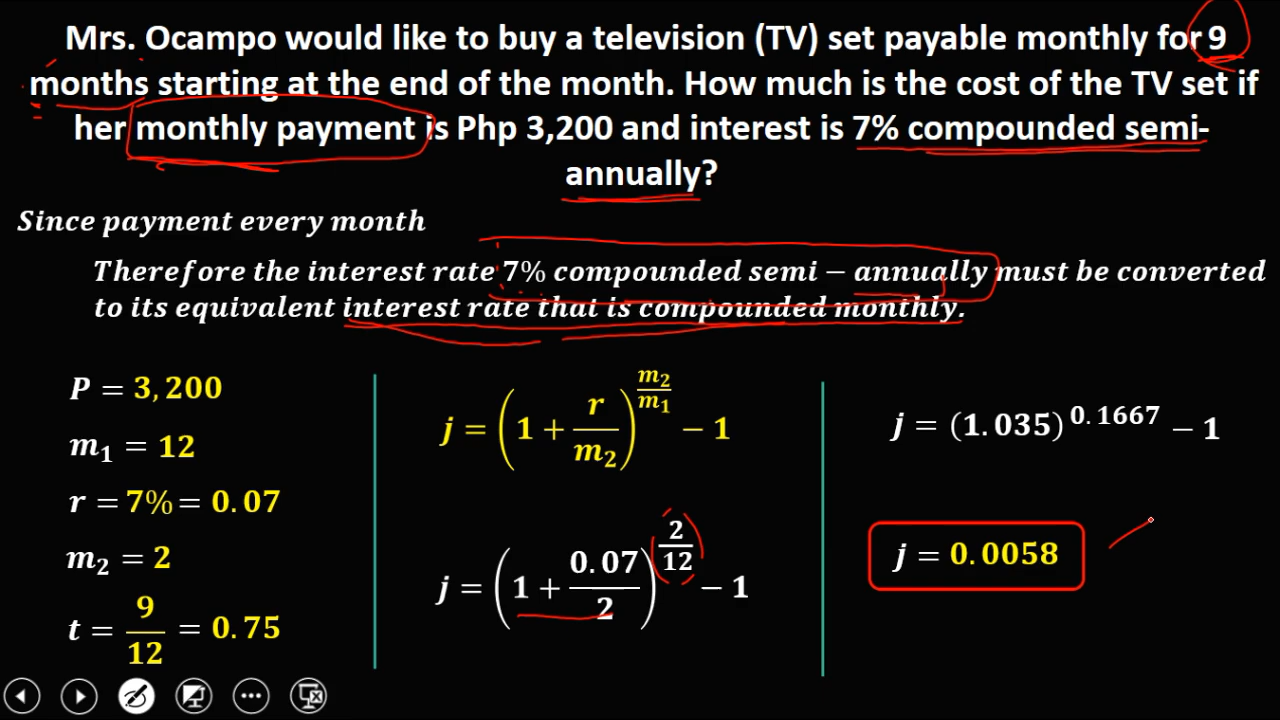 Mrs. Ocampo would like to buy a television (TV) set payable monthly for 9
months starting at the end of the month. How much is the cost of the TV set if
her monthly payment is Php 3,200 and interest is 7% compounded semi-
annually?
Since payment every month
Therefore the interest rate 7% compounded semi − annually must be converted
to its equivalent interest rate that is compounded monthly.
P = 3,200
m₁ = 12
r = 7% = 0.07
m₂ = 2
t = 9/12 = 0.75
j = (1 + r/m₂)^(m₂/m₁) − 1
j = (1 + 0.07/2)^(2/12) − 1
j = (1.035)^0.1667 − 1
j = 0.0058